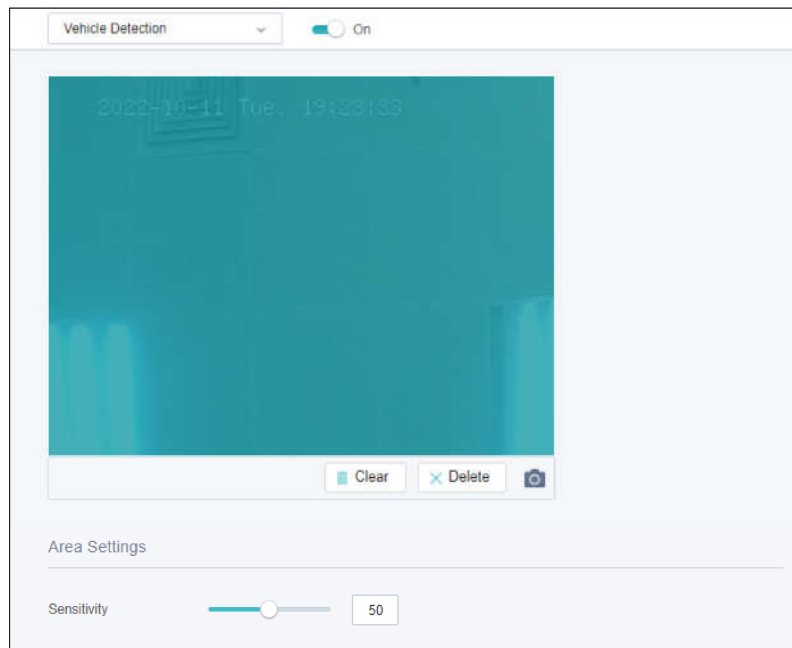 Vehicle Detection On
2022-10-11 Tue. 19:23:33
Clear Delete
Area Settings
Sensitivity 50